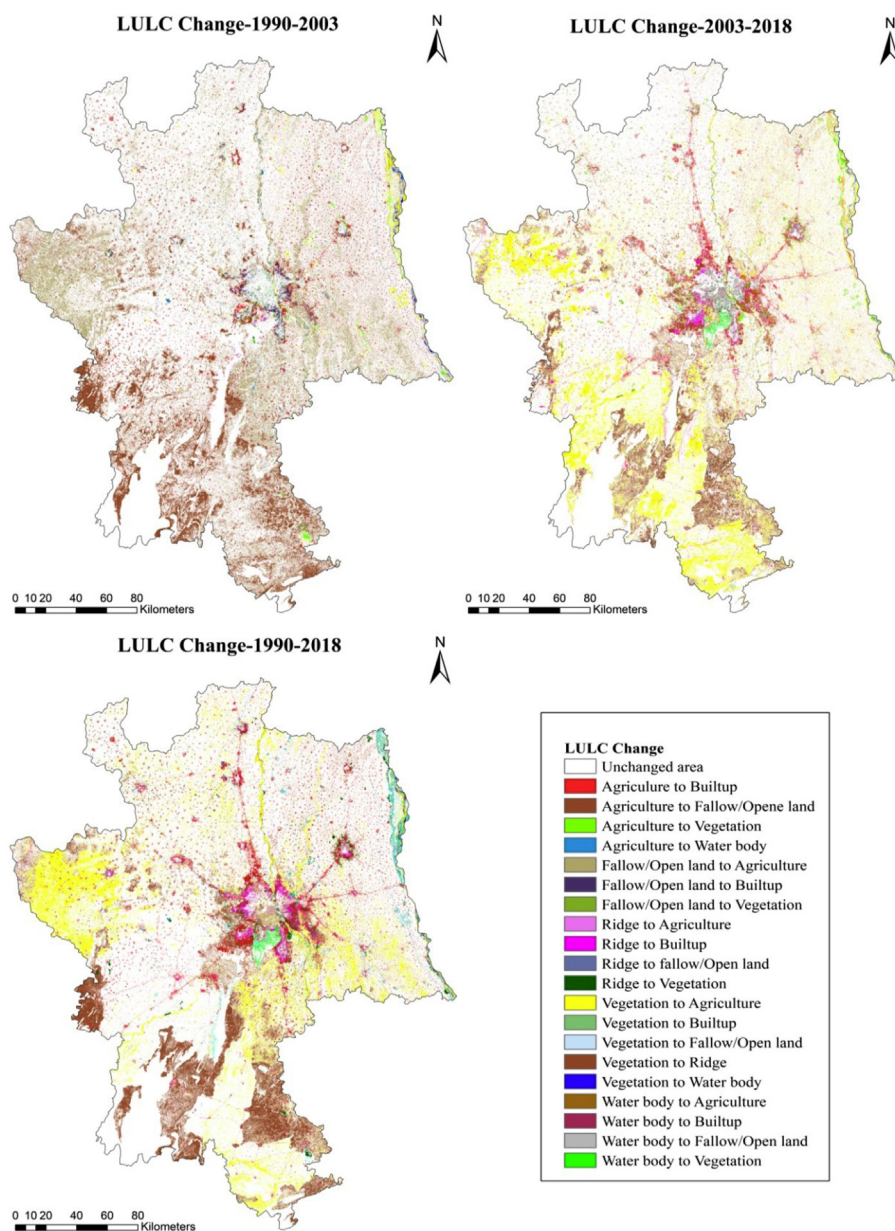 LULC Change-1990-2003
N
0 10 20 40 60 80
Kilometers
LULC Change-2003-2018
N
0 10 20 40 60 80
Kilometers
LULC Change-1990-2018
N
0 10 20 40 60 80
Kilometers
LULC Change
Unchanged area
Agriculure to Builtup
Agriculture to Fallow/Opene land
Agriculture to Vegetation
Agriculture to Water body
Fallow/Open land to Agriculture
Fallow/Open land to Builtup
Fallow/Open land to Vegetation
Ridge to Agriculture
Ridge to Builtup
Ridge to fallow/Open land
Ridge to Vegetation
Vegetation to Agriculture
Vegetation to Builtup
Vegetation to Fallow/Open land
Vegetation to Ridge
Vegetation to Water body
Water body to Agriculture
Water body to Builtup
Water body to Fallow/Open land
Water body to Vegetation